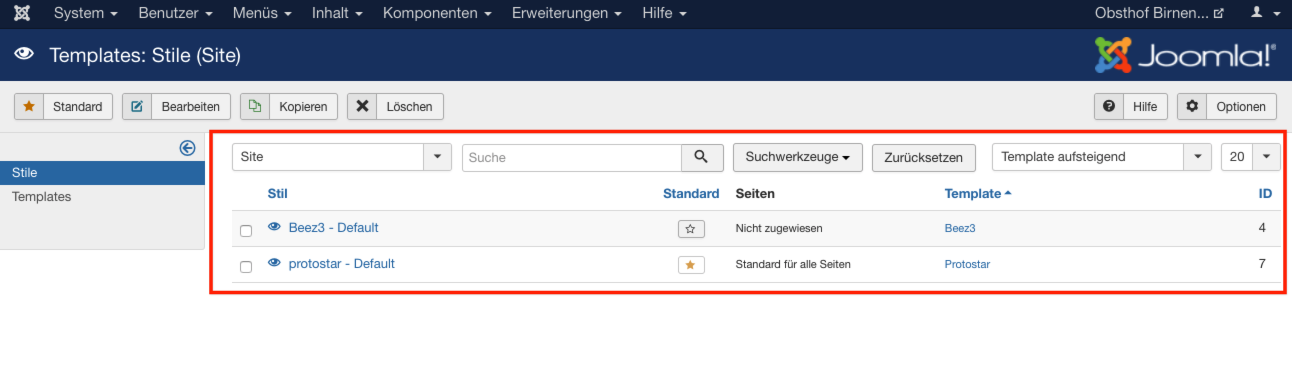 System Benutzer Menüs Inhalt Komponenten Erweiterungen Hilfe Obsthof Birnen...
Templates: Stile (Site) Joomla!®
Standard Bearbeiten Kopieren Löschen Hilfe Optionen
Site Suche Suchwerkzeuge Zurücksetzen Template aufsteigend 20
Stile
Templates
Stil Standard Seiten Template ID
Beez3 - Default Nicht zugewiesen Beez3 4
protostar - Default Standard für alle Seiten Protostar 7